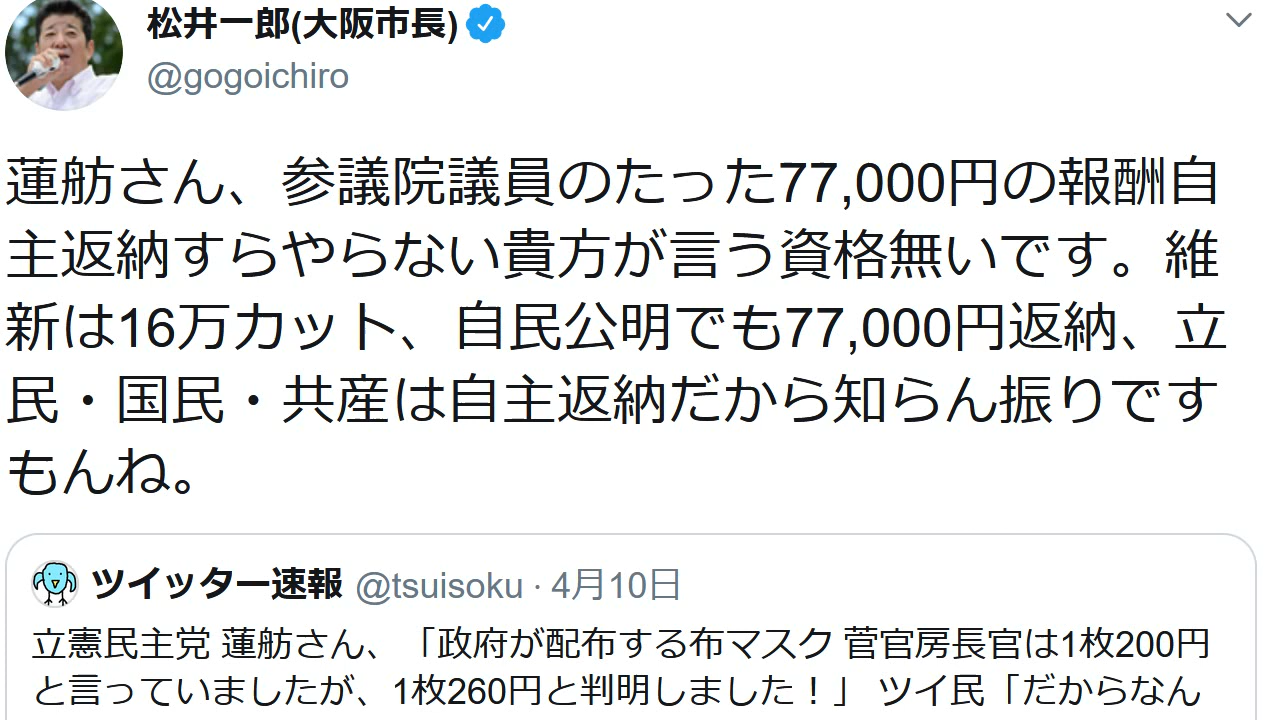 松井一郎(大阪市長)
@gogoichiro
蓮舫さん、参議院議員のたった77,000円の報酬自
主返納すらやらない貴方が言う資格無いです。維
新は16万カット、自民公明でも77,000円返納、立
民・国民・共産は自主返納だから知らん振りです
もんね。
ツイッター速報 @tsuisoku · 4月10日
立憲民主党 蓮舫さん、「政府が配布する布マスク 菅官房長官は1枚200円
と言っていましたが、1枚260円と判明しました！」 ツイ民「だからなん